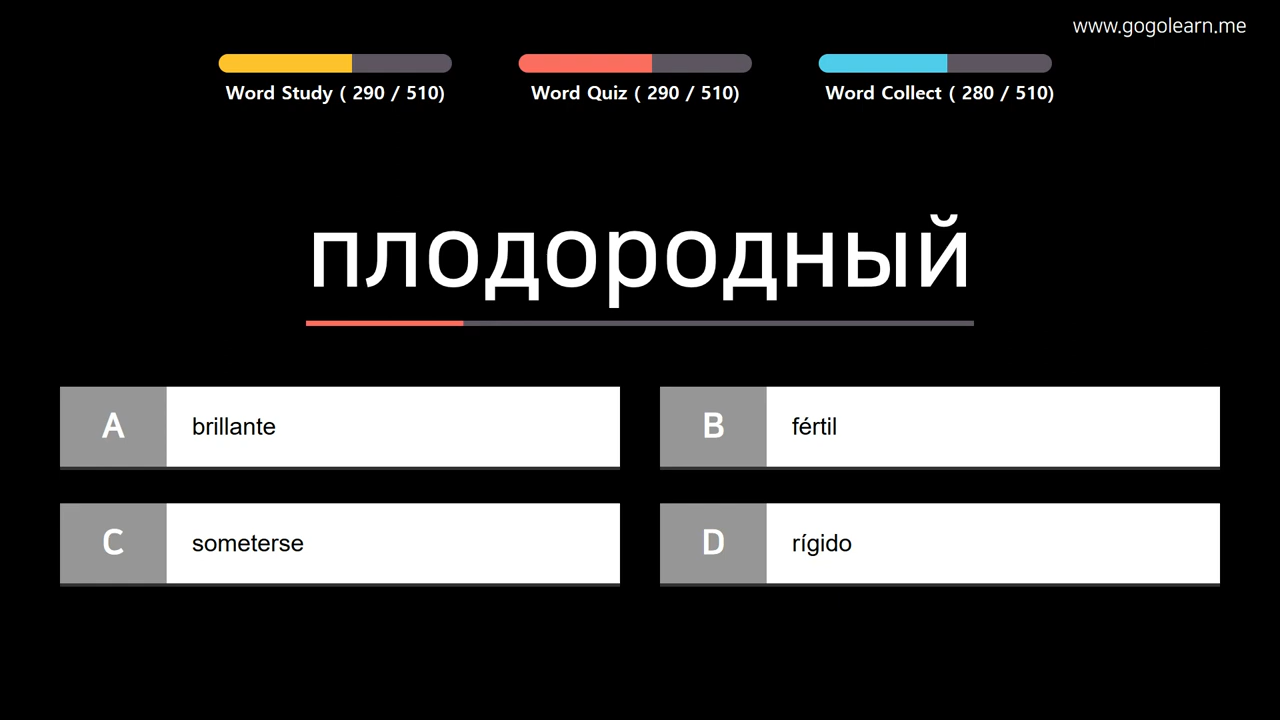 www.gogolearn.me
Word Study ( 290 / 510)
Word Quiz ( 290 / 510)
Word Collect ( 280 / 510)
плодородный
A brillante
B fértil
C someterse
D rígido